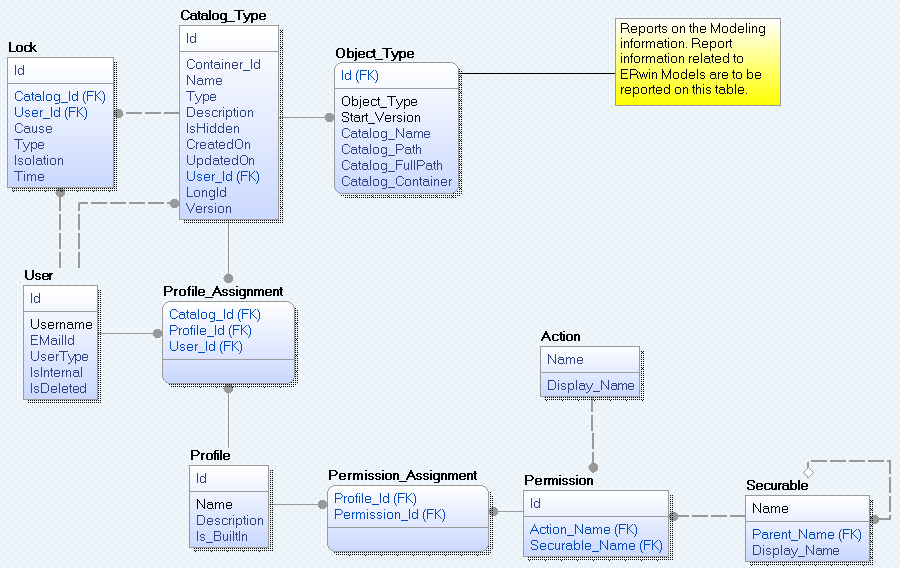 Catalog_Type
Id
Container_Id
Name
Type
Description
IsHidden
CreatedOn
UpdatedOn
User_Id (FK)
LongId
Version
Lock
Id
Catalog_Id (FK)
User_Id (FK)
Cause
Type
Isolation
Time
Object_Type
Id (FK)
Object_Type
Start_Version
Catalog_Name
Catalog_Path
Catalog_FullPath
Catalog_Container
Reports on the Modeling
information. Report
information related to
ERwin Models are to be
reported on this table.
User
Id
Username
EMailId
UserType
IsInternal
IsDeleted
Profile_Assignment
Catalog_Id (FK)
Profile_Id (FK)
User_Id (FK)
Action
Name
Display_Name
Profile
Id
Name
Description
Is_BuiltIn
Permission_Assignment
Profile_Id (FK)
Permission_Id (FK)
Permission
Id
Action_Name (FK)
Securable_Name (FK)
Securable
Name
Parent_Name (FK)
Display_Name